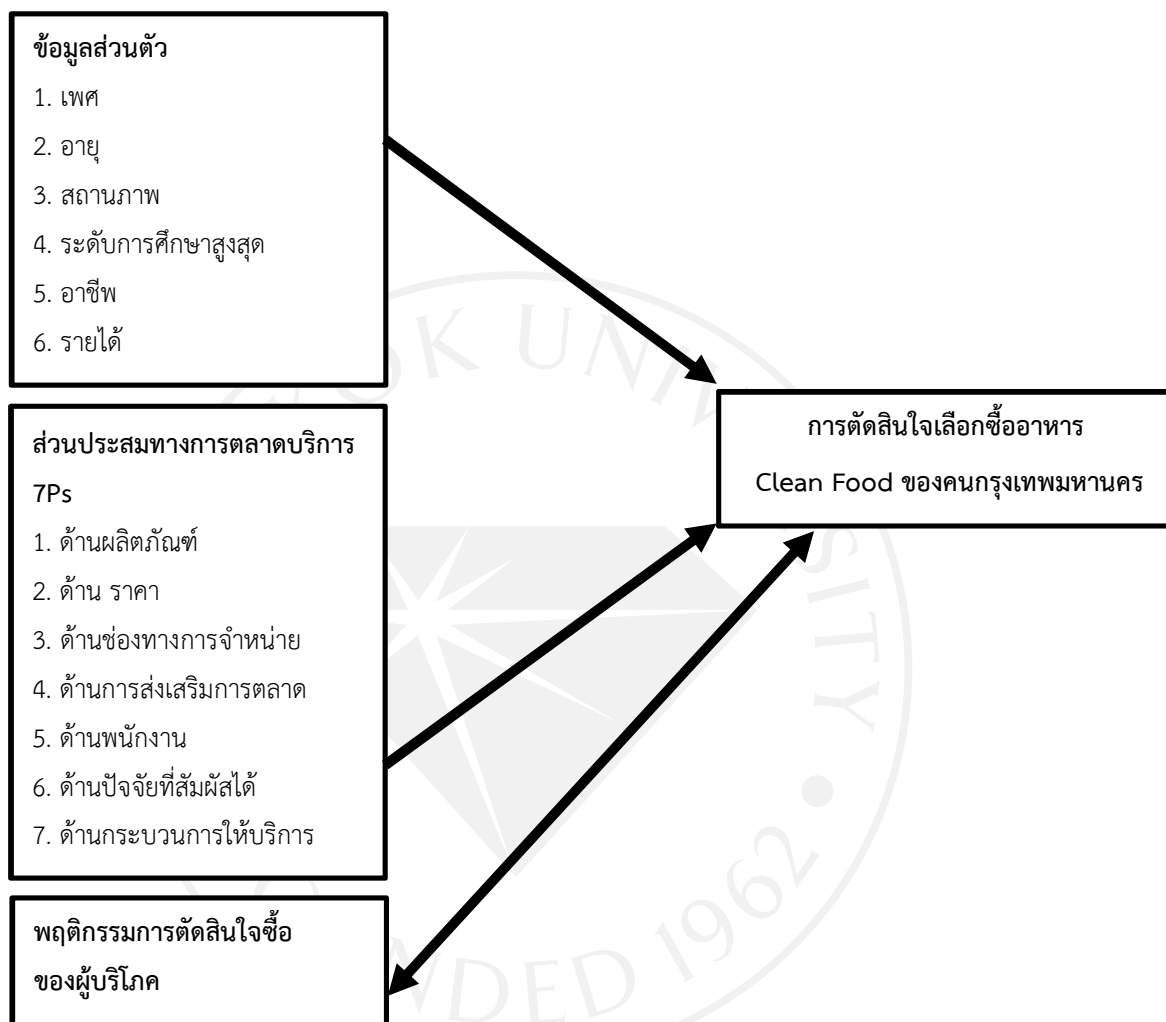 ข้อมูลส่วนตัว
1. เพศ
2. อายุ
3. สถานภาพ
4. ระดับการศึกษาสูงสุด
5. อาชีพ
6. รายได้
ส่วนประสมทางการตลาดบริการ
7Ps
1. ด้านผลิตภัณฑ์
2. ด้าน ราคา
3. ด้านช่องทางการจำหน่าย
4. ด้านการส่งเสริมการตลาด
5. ด้านพนักงาน
6. ด้านปัจจัยที่สัมผัสได้
7. ด้านกระบวนการให้บริการ
พฤติกรรมการตัดสินใจซื้อ
ของผู้บริโภค
การตัดสินใจเลือกซื้ออาหาร
Clean Food ของคนกรุงเทพมหานคร
OK UNIVERSITY
NDED 1962